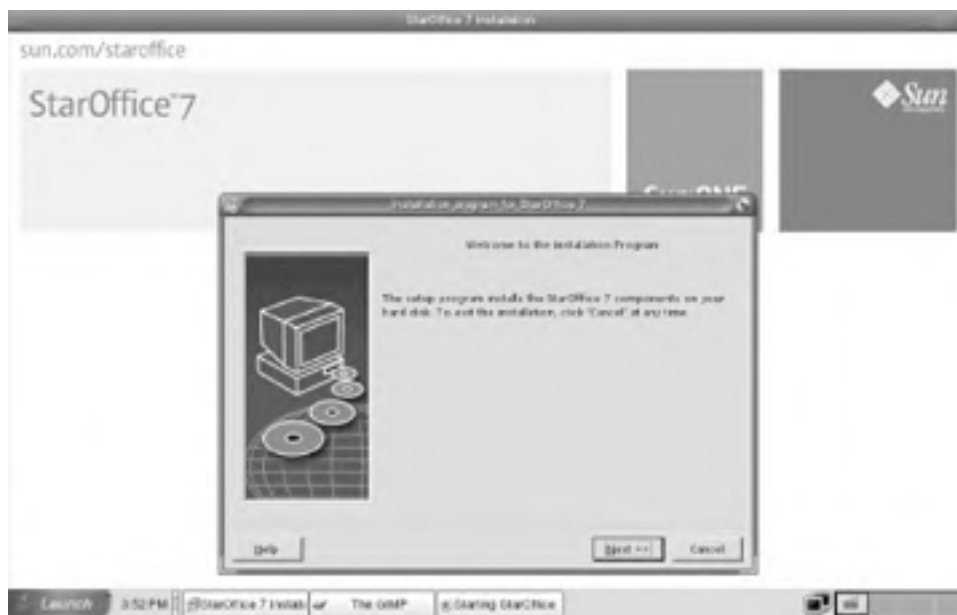 StarOffice 7 Installation
sun.com/staroffice
StarOffice™7
Sun
Installation program for StarOffice 7
Welcome to the Installation Program
The setup program installs the StarOffice 7 components on your
hard disk. To exit the installation, click 'Cancel' at any time.
Help
Next >>
Cancel
Launch
3:52 PM
StarOffice 7 Install
The GIMP
Starting StarOffice